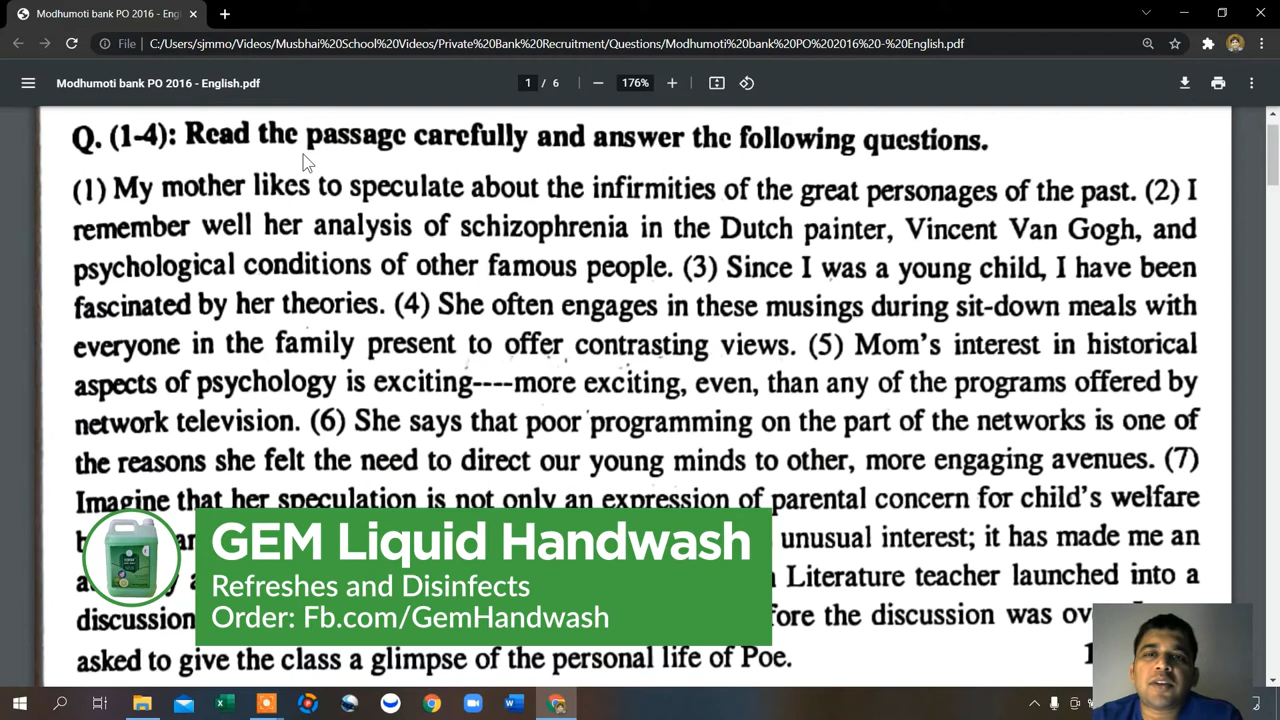 Modhumoti bank PO 2016 - Engl
File C:/Users/sjmmo/Videos/Musbhai%20School%20Videos/Private%20Bank%20Recruitment/Questions/Modhumoti%20bank%20PO%202016%20-%20English.pdf
Modhumoti bank PO 2016 - English.pdf 1 / 6 176%
Q. (1-4): Read the passage carefully and answer the following questions.
(1) My mother likes to speculate about the infirmities of the great personages of the past. (2) I
remember well her analysis of schizophrenia in the Dutch painter, Vincent Van Gogh, and
psychological conditions of other famous people. (3) Since I was a young child, I have been
fascinated by her theories. (4) She often engages in these musings during sit-down meals with
everyone in the family present to offer contrasting views. (5) Mom's interest in historical
aspects of psychology is exciting----more exciting, even, than any of the programs offered by
network television. (6) She says that poor programming on the part of the networks is one of
the reasons she felt the need to direct our young minds to other, more engaging avenues. (7)
Imagine that her speculation is not only an expression of parental concern for child's welfare
unusual interest; it has made me an
Literature teacher launched into a
discussion fore the discussion was
asked to give the class a glimpse of the personal life of Poe.
GEM Liquid Handwash
Refreshes and Disinfects
Order: Fb.com/GemHandwash